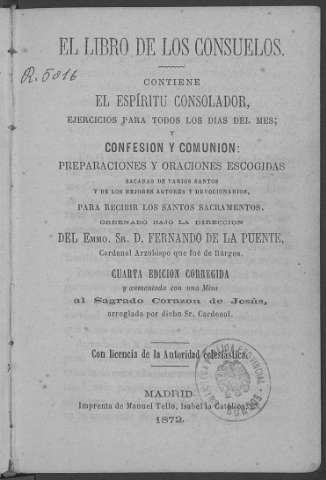 EL LIBRO DE LOS CONSUELOS.
R. 5816
CONTIENE
EL ESPÍRITU CONSOLADOR,
EJERCICIOS PARA TODOS LOS DIAS DEL MES;
Y
CONFESION Y COMUNION:
PREPARACIONES Y ORACIONES ESCOGIDAS
SACADAS DE VARIOS SANTOS
Y DE LOS MEJORES AUTORES Y DEVOCIONARIOS,
PARA RECIBIR LOS SANTOS SACRAMENTOS.
ORDENADO BAJO LA DIRECCION
DEL EMMO. SR. D. FERNANDO DE LA PUENTE,
Cardenal Arzobispo que fué de Búrgos.
CUARTA EDICION CORREGIDA
y aumentada con una Misa
al Sagrado Corazon de Jesús,
arreglada por dicho Sr. Cardenal.
Con licencia de la Autoridad eclesiástica.
MADRID
Imprenta de Manuel Tello, Isabel la Católica,
1872.